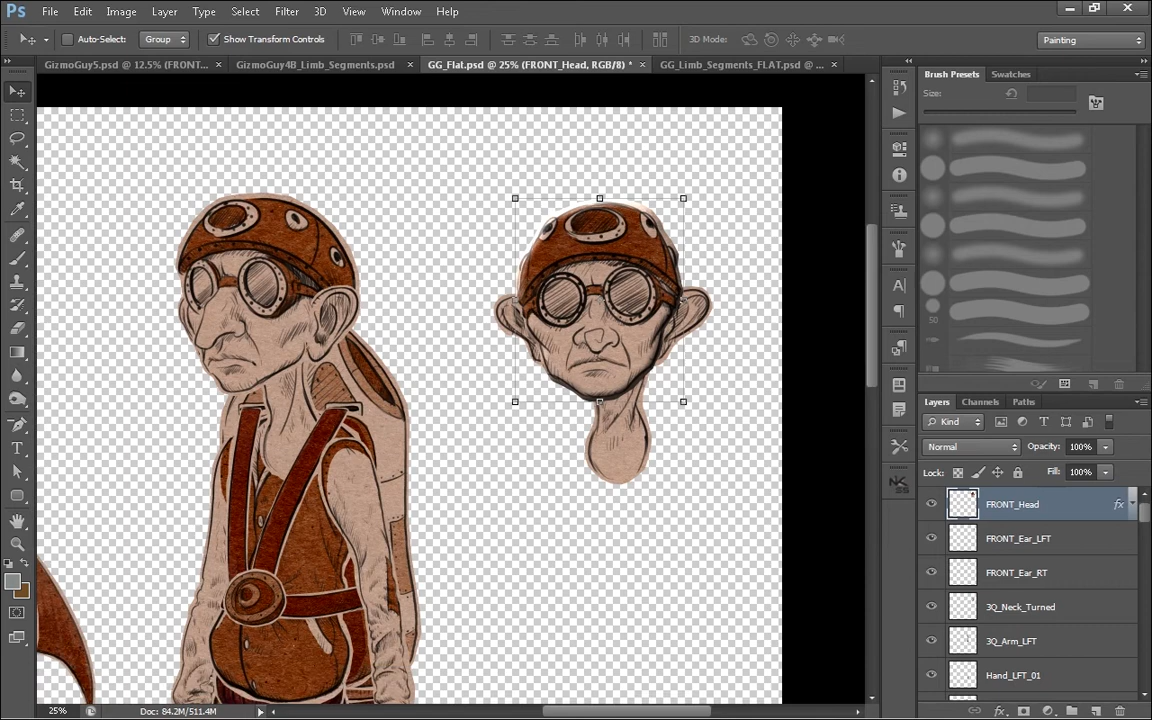 Ps File Edit Image Layer Type Select Filter 3D View Window Help
Auto-Select: Group Show Transform Controls 3D Mode: Painting
GizmoGuy5.psd @ 12.5% (FRONT... × GizmoGuy4B_Limb_Segments.psd × GG_Flat.psd @ 25% (FRONT_Head, RGB/8) * × GG_Limb_Segments_FLAT.psd @ ... ×
Brush Presets Swatches
Size:
50
Layers Channels Paths
Kind
Normal Opacity: 100%
Lock: Fill: 100%
FRONT_Head fx
FRONT_Ear_LFT
FRONT_Ear_RT
3Q_Neck_Turned
3Q_Arm_LFT
Hand_LFT_01
25% Doc: 84.2M/511.4M